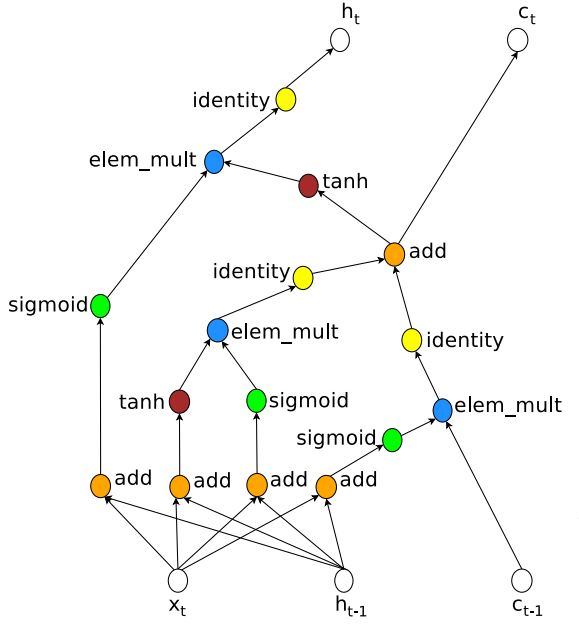 h_t c_t
identity
elem_mult
tanh
add
identity
sigmoid
elem_mult
identity
tanh sigmoid
elem_mult
sigmoid
add add add add
x_t h_{t-1} c_{t-1}